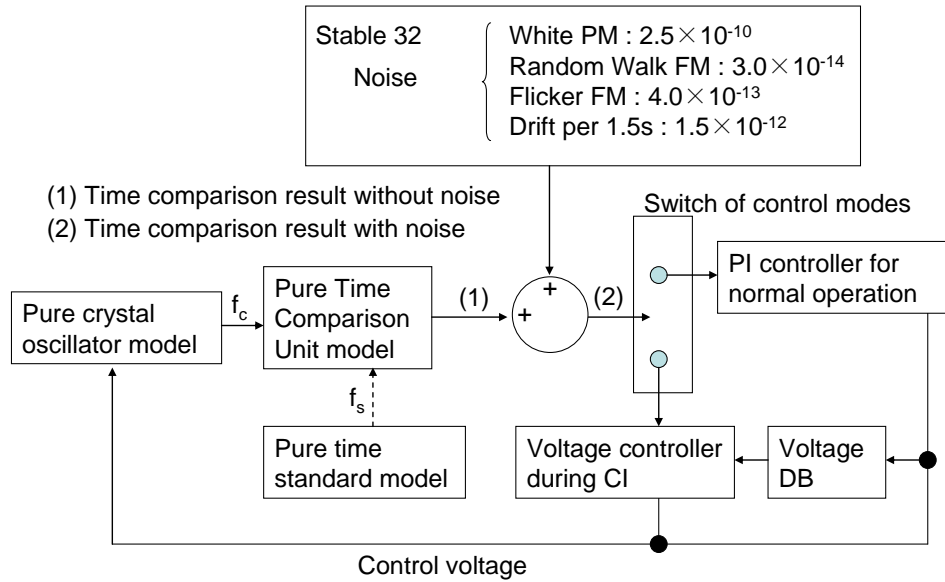 Stable 32
Noise
White PM : 2.5×10⁻¹⁰
Random Walk FM : 3.0×10⁻¹⁴
Flicker FM : 4.0×10⁻¹³
Drift per 1.5s : 1.5×10⁻¹²
(1) Time comparison result without noise
(2) Time comparison result with noise
Switch of control modes
Pure crystal
oscillator model
f_c
Pure Time
Comparison
Unit model
(1)
+
+
(2)
PI controller for
normal operation
f_s
Pure time
standard model
Voltage controller
during CI
Voltage
DB
Control voltage